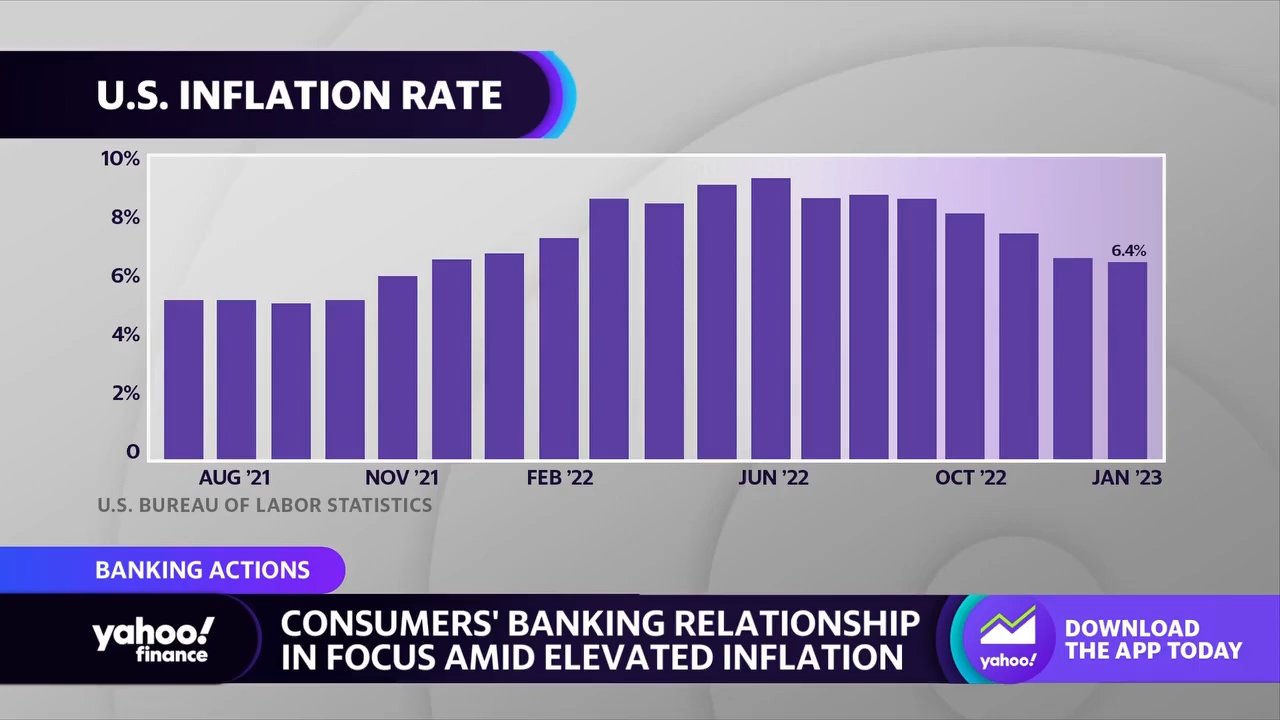 U.S. INFLATION RATE
10%
8%
6%
4%
2%
0
6.4%
AUG ’21 NOV ’21 FEB ’22 JUN ’22 OCT ’22 JAN ’23
U.S. BUREAU OF LABOR STATISTICS
BANKING ACTIONS
yahoo!
finance
CONSUMERS' BANKING RELATIONSHIP
IN FOCUS AMID ELEVATED INFLATION
yahoo!
DOWNLOAD
THE APP TODAY